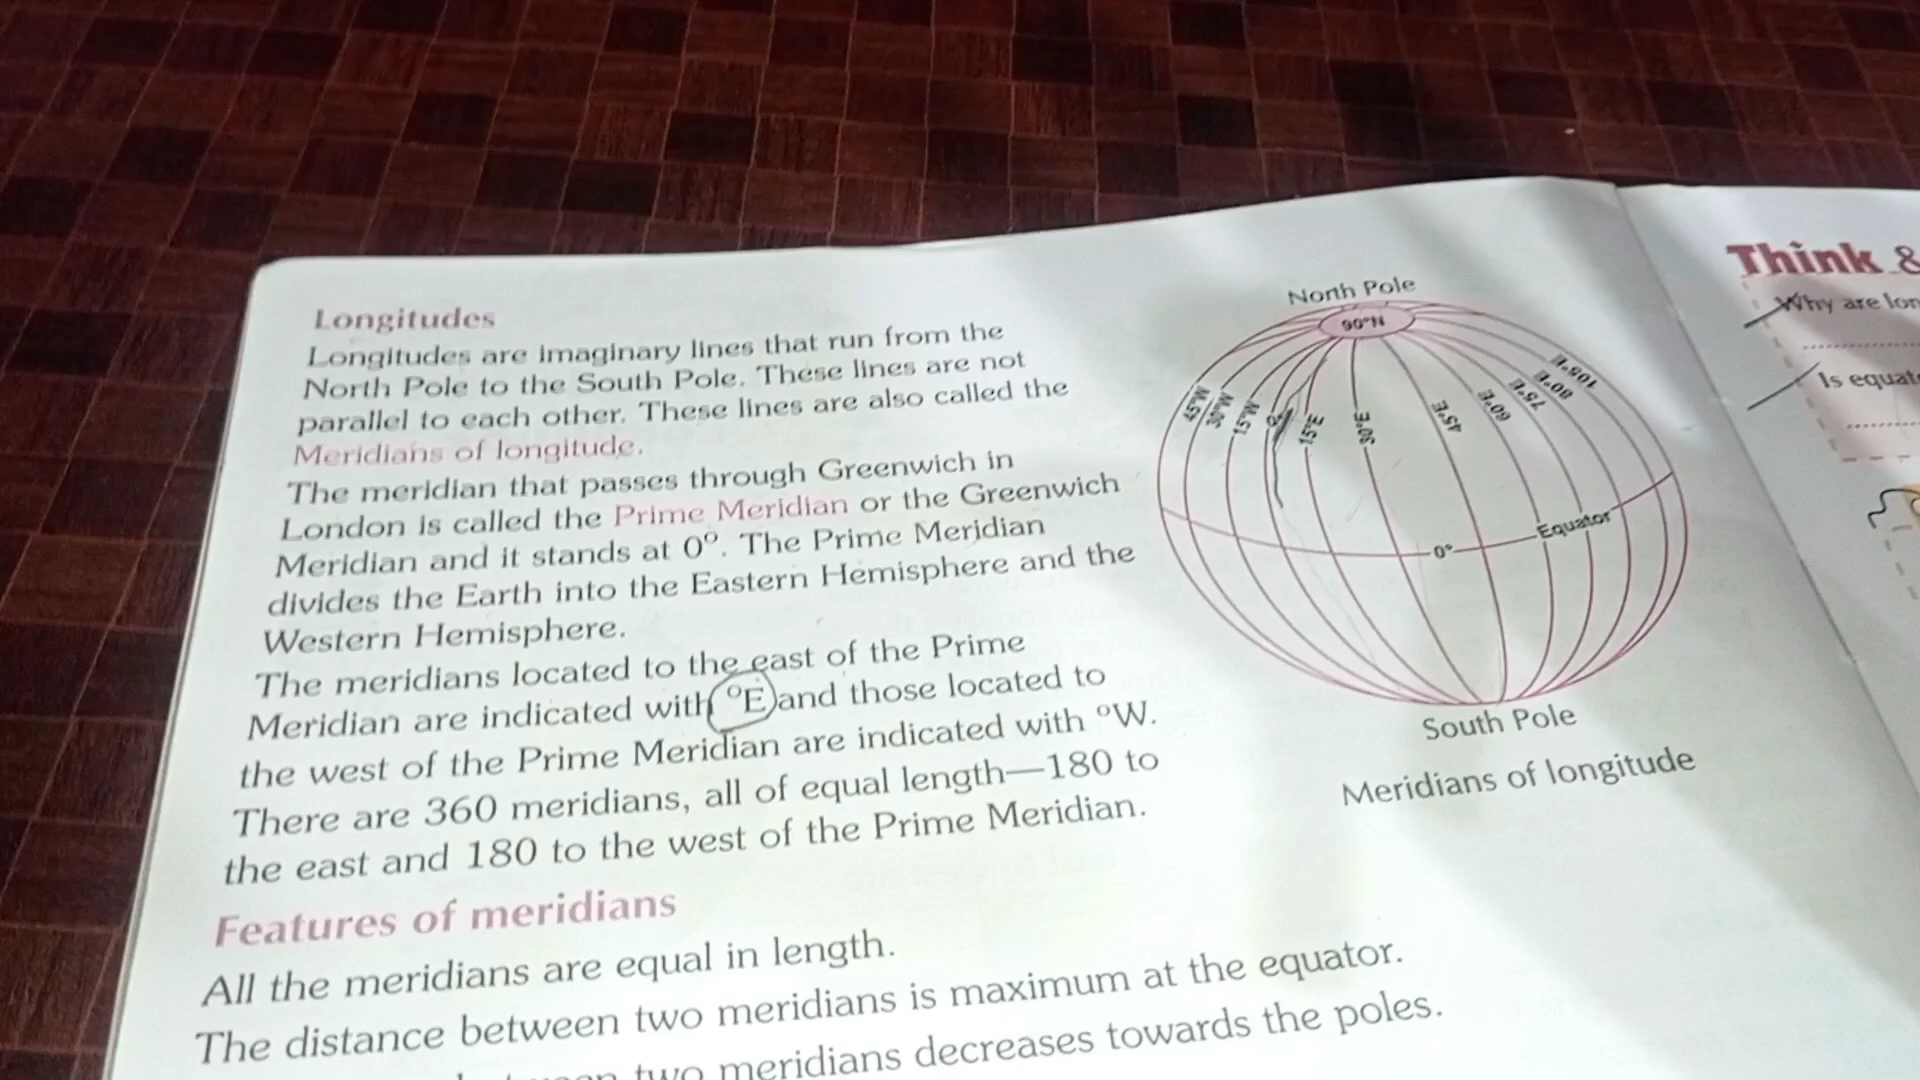 Longitudes
Longitudes are imaginary lines that run from the
North Pole to the South Pole. These lines are not
parallel to each other. These lines are also called the
Meridians of longitude.
The meridian that passes through Greenwich in
London is called the Prime Meridian or the Greenwich
Meridian and it stands at 0°. The Prime Meridian
divides the Earth into the Eastern Hemisphere and the
Western Hemisphere.
The meridians located to the east of the Prime
Meridian are indicated with °E and those located to
the west of the Prime Meridian are indicated with °W.
There are 360 meridians, all of equal length—180 to
the east and 180 to the west of the Prime Meridian.
Features of meridians
All the meridians are equal in length.
The distance between two meridians is maximum at the equator.
two meridians decreases towards the poles.
North Pole
90°N
45°W
30°W
15°W
0°
15°E
30°E
45°E
60°E
75°E
90°E
105°E
0°
Equator
South Pole
Meridians of longitude
Think &
Why are lon
Is equat